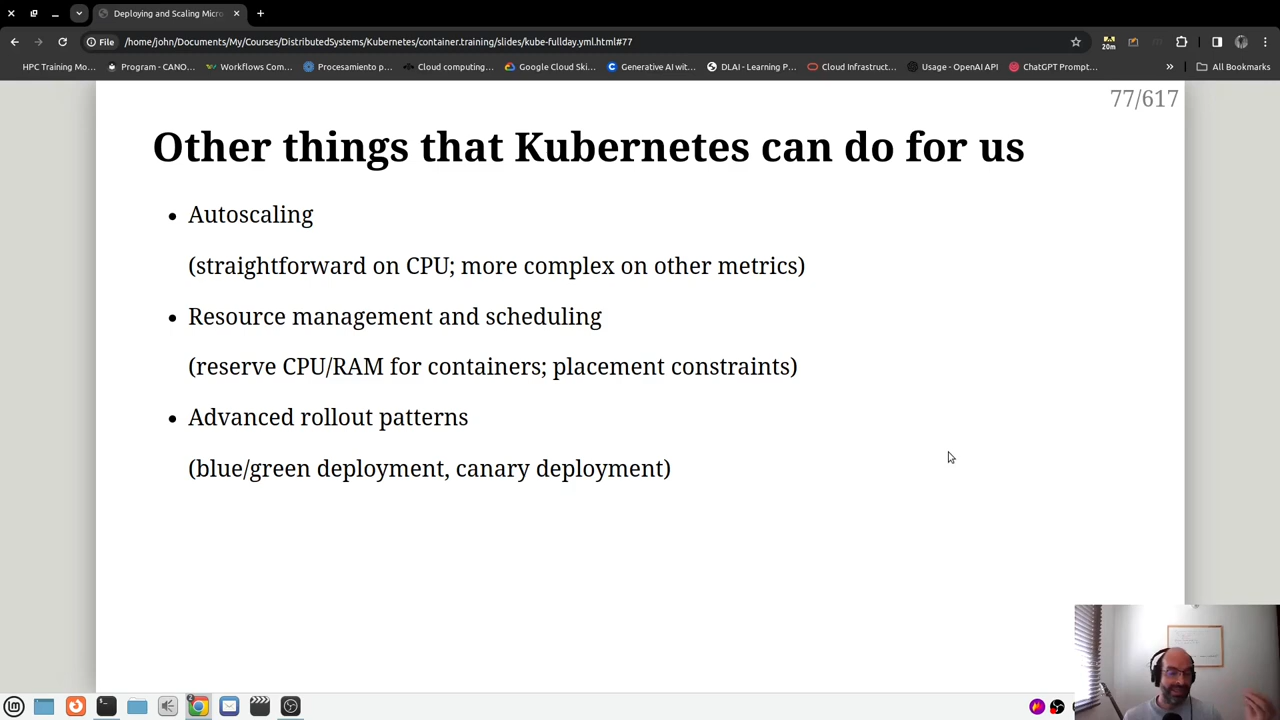 Deploying and Scaling Micro
File
/home/john/Documents/My/Courses/DistributedSystems/Kubernetes/container.training/slides/kube-fullday.yml.html#77
20m
HPC Training Mo...
Program - CANO...
Workflows Com...
Procesamiento p...
Cloud computing...
Google Cloud Ski...
Generative AI wit...
DLAI - Learning P...
Cloud Infrastruct...
Usage - OpenAI API
ChatGPT Prompt...
»
All Bookmarks
77/617
Other things that Kubernetes can do for us
• Autoscaling
(straightforward on CPU; more complex on other metrics)
• Resource management and scheduling
(reserve CPU/RAM for containers; placement constraints)
• Advanced rollout patterns
(blue/green deployment, canary deployment)
2